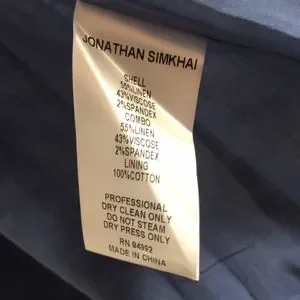 JONATHAN SIMKHAI
SHELL
55%LINEN
43%VISCOSE
2%SPANDEX
COMBO
55%LINEN
43%VISCOSE
2%SPANDEX
LINING
100%COTTON
PROFESSIONAL
DRY CLEAN ONLY
DO NOT STEAM
DRY PRESS ONLY
RN 94992
MADE IN CHINA